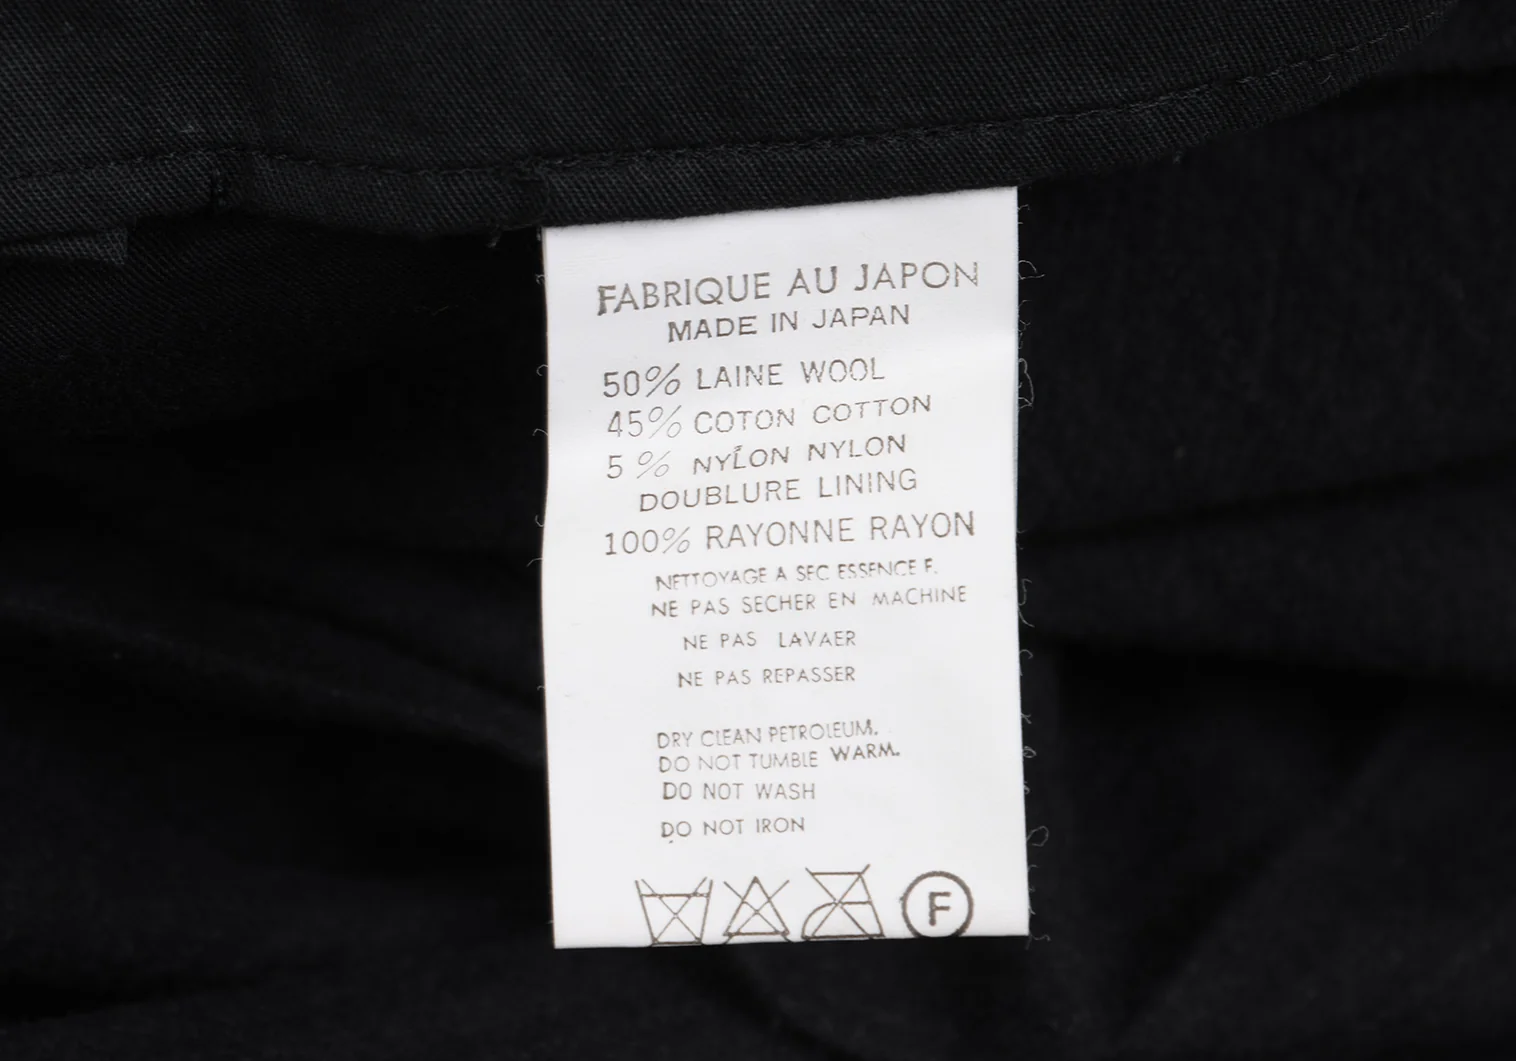 FABRIQUE AU JAPON
MADE IN JAPAN
50% LAINE WOOL
45% COTON COTTON
5% NYLON NYLON
DOUBLURE LINING
100% RAYONNE RAYON
NETTOYAGE A SEC ESSENCE F.
NE PAS SECHER EN MACHINE
NE PAS LAVAER
NE PAS REPASSER
DRY CLEAN PETROLEUM.
DO NOT TUMBLE WARM.
DO NOT WASH
DO NOT IRON
F